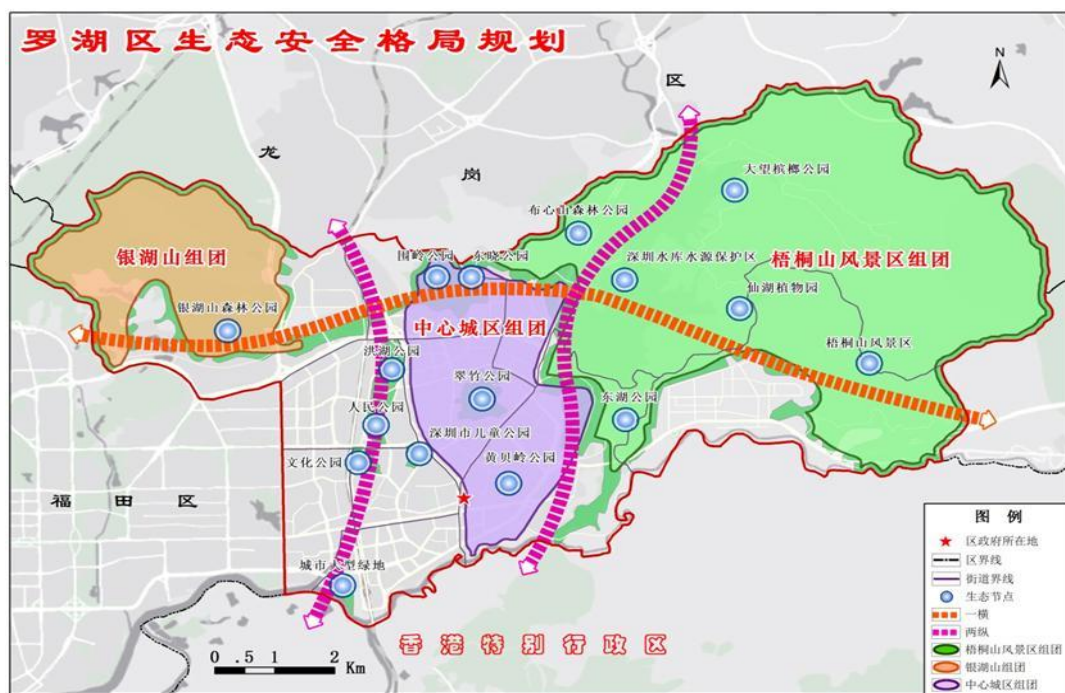 罗湖区生态安全格局规划
N
龙
岗
区
大望槟榔公园
布心山森林公园
银湖山组团
围岭公园
东晓公园
深圳水库水源保护区
梧桐山风景区组团
仙湖植物园
银湖山森林公园
中心城区组团
洪湖公园
梧桐山风景区
翠竹公园
人民公园
东湖公园
深圳市儿童公园
文化公园
黄贝岭公园
福田区
城市大型绿地
香港特别行政区
0 .5 1 2 Km
图例
区政府所在地
区界线
街道界线
生态节点
一横
两纵
梧桐山风景区组团
银湖山组团
中心城区组团